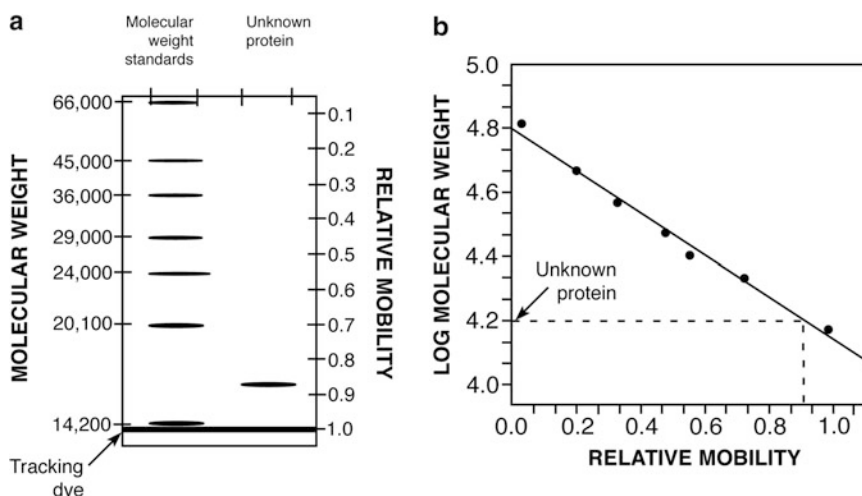 a
Molecular
weight
standards
Unknown
protein
MOLECULAR WEIGHT
66,000
45,000
36,000
29,000
24,000
20,100
14,200
Tracking
dye
0.1
0.2
0.3
0.4
0.5
0.6
0.7
0.8
0.9
1.0
RELATIVE MOBILITY
b
LOG MOLECULAR WEIGHT
5.0
4.8
4.6
4.4
4.2
4.0
Unknown
protein
0.0 0.2 0.4 0.6 0.8 1.0
RELATIVE MOBILITY